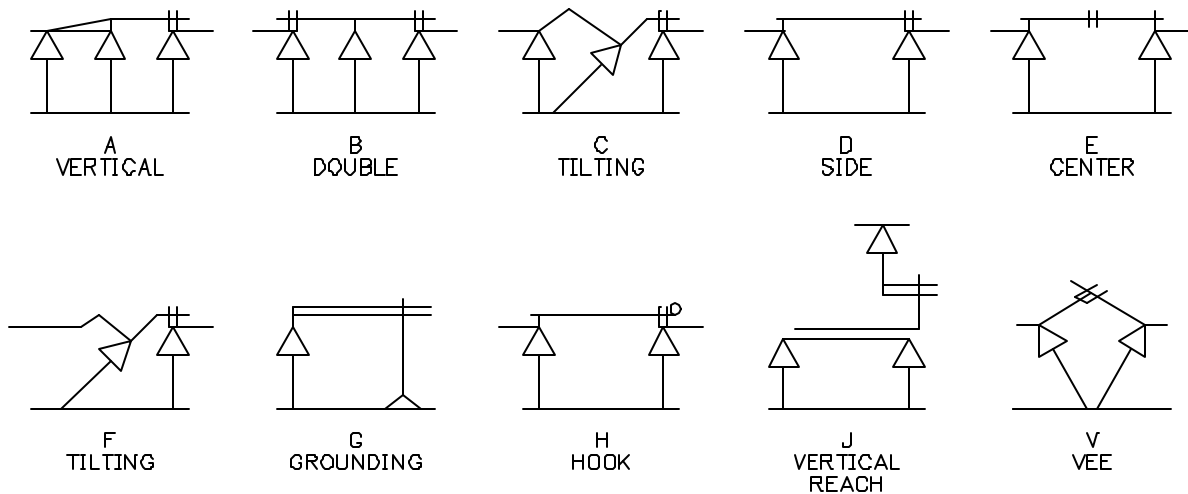 A
VERTICAL
B
DOUBLE
C
TILTING
D
SIDE
E
CENTER
F
TILTING
G
GROUNDING
H
HOOK
J
VERTICAL
REACH
V
VEE